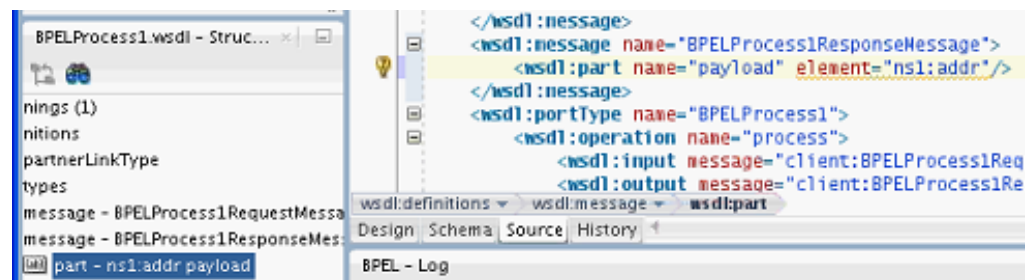 BPELProcess1.wsdl - Struc...
nings (1)
nitions
partnerLinkType
types
message - BPELProcess1RequestMessa
message - BPELProcess1ResponseMes
part - ns1:addr payload
</wsdl:message>
<wsdl:message name="BPELProcess1ResponseMessage">
<wsdl:part name="payload" element="ns1:addr"/>
</wsdl:message>
<wsdl:portType name="BPELProcess1">
<wsdl:operation name="process">
<wsdl:input message="client:BPELProcess1Req
<wsdl:output message="client:BPELProcess1Re
wsdl:definitions wsdl:message wsdl:part
Design Schema Source History
BPEL - Log